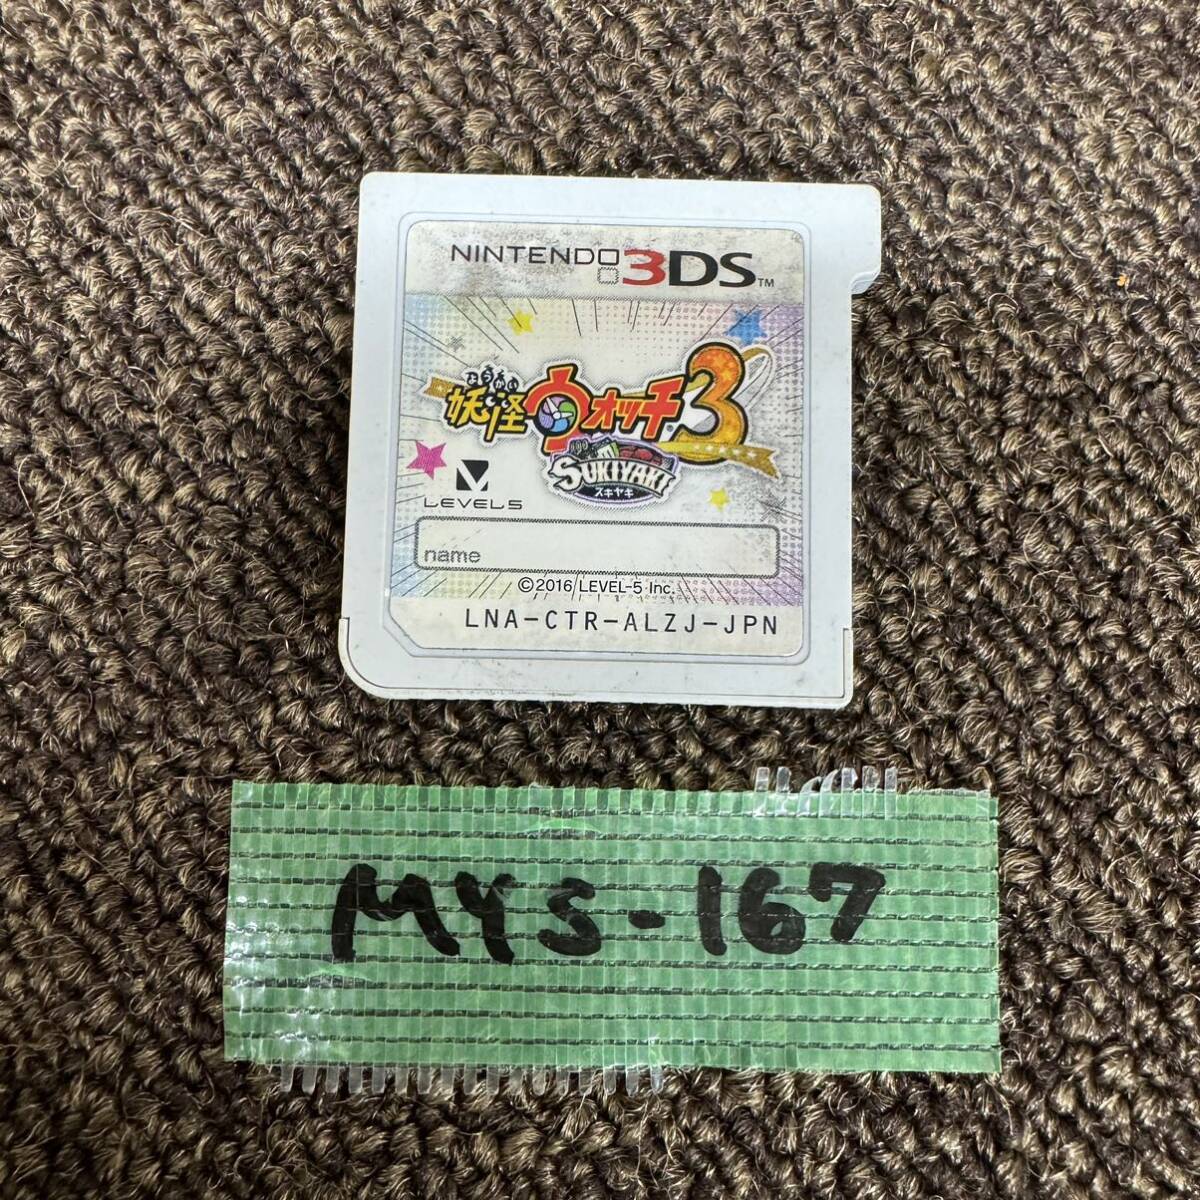 NINTENDO 3DS™
ようかい
妖怪ウォッチ3
SUKIYAKI
スキヤキ
LEVEL5
name
©2016 LEVEL-5 Inc.
LNA-CTR-ALZJ-JPN
MYS-167